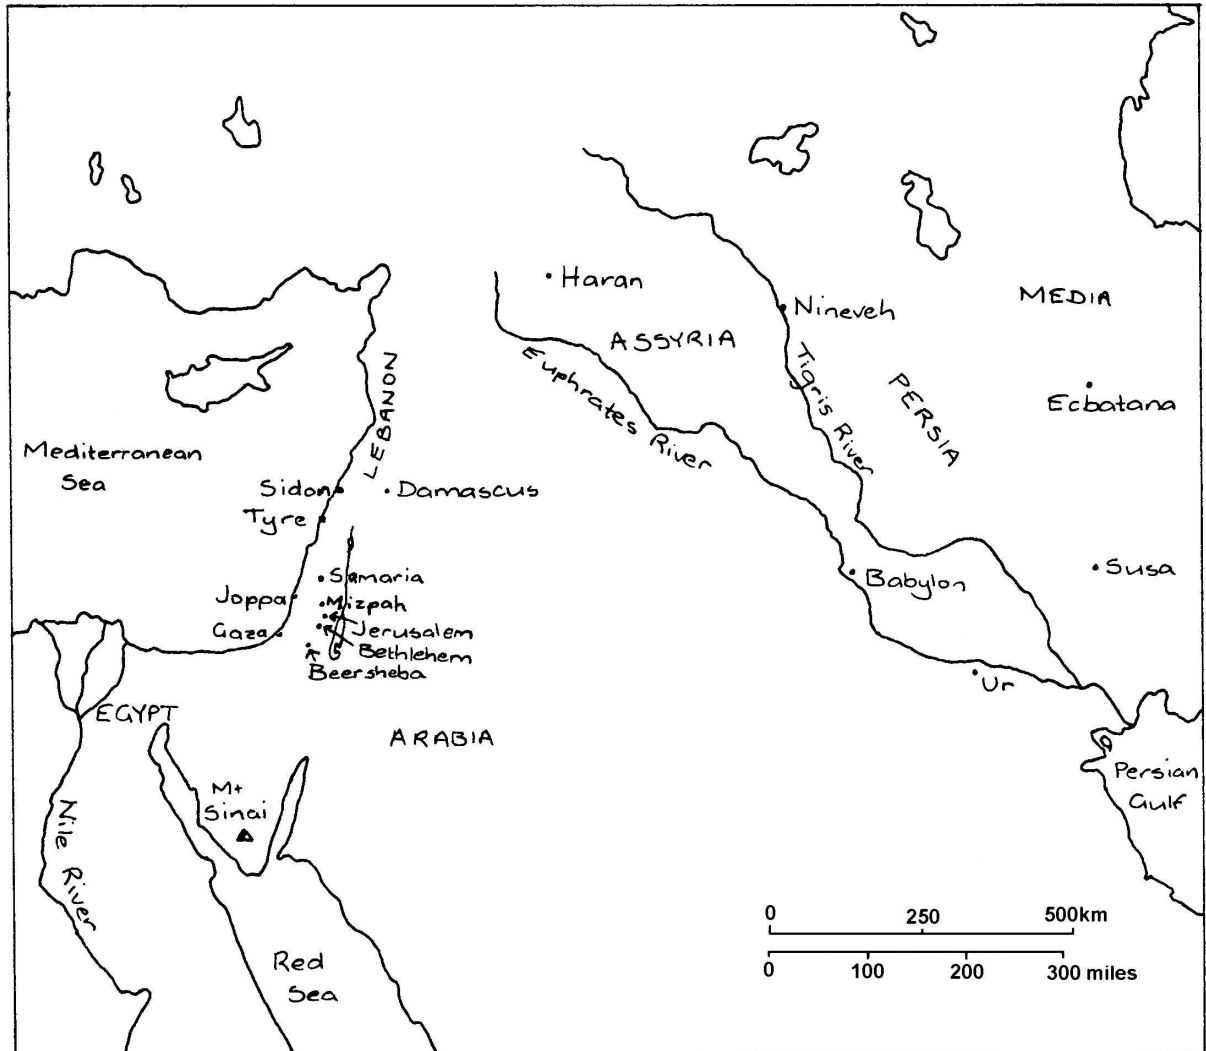 Haran
MEDIA
Nineveh
ASSYRIA
Euphrates River
Tigris River
PERSIA
Ecbatana
LEBANON
Mediterranean
Sea
Sidon
Damascus
Tyre
Samaria
Babylon
Susa
Joppa
Mizpah
Gaza
Jerusalem
Bethlehem
Beersheba
Ur
EGYPT
ARABIA
Persian
Gulf
Mt
Sinai
Nile River
0 250 500km
0 100 200 300 miles
Red
Sea